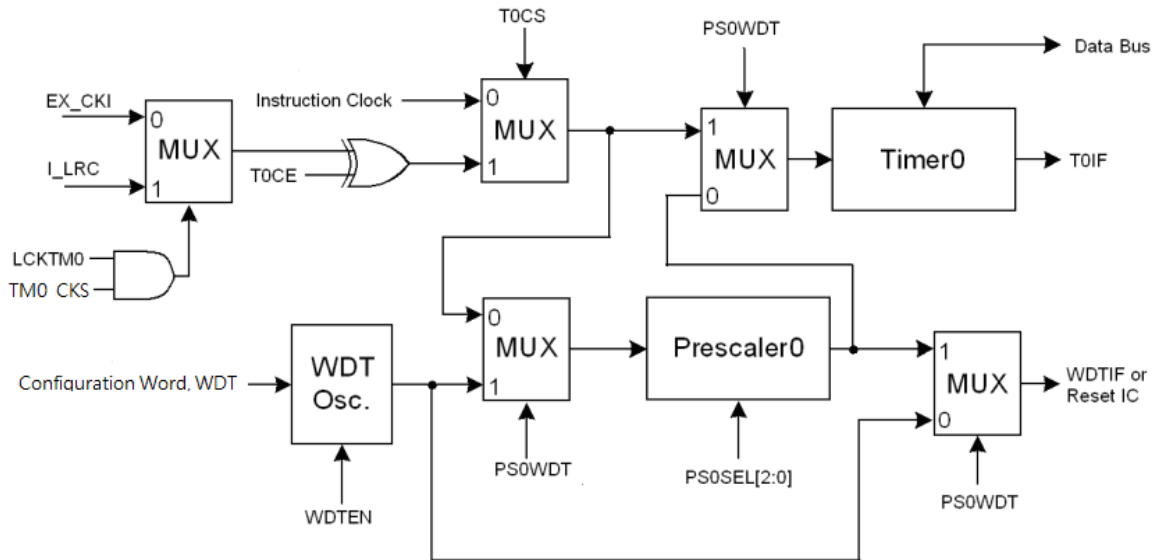 T0CS
PS0WDT
Data Bus
EX_CKI
0
MUX
Instruction Clock
0
MUX
1
MUX
Timer0
T0IF
I_LRC
1
T0CE
1
0
LCKTM0
TM0_CKS
0
MUX
1
Prescaler0
1
MUX
0
WDTIF or
Reset IC
Configuration Word, WDT
WDT
Osc.
PS0WDT
PS0SEL[2:0]
PS0WDT
WDTEN